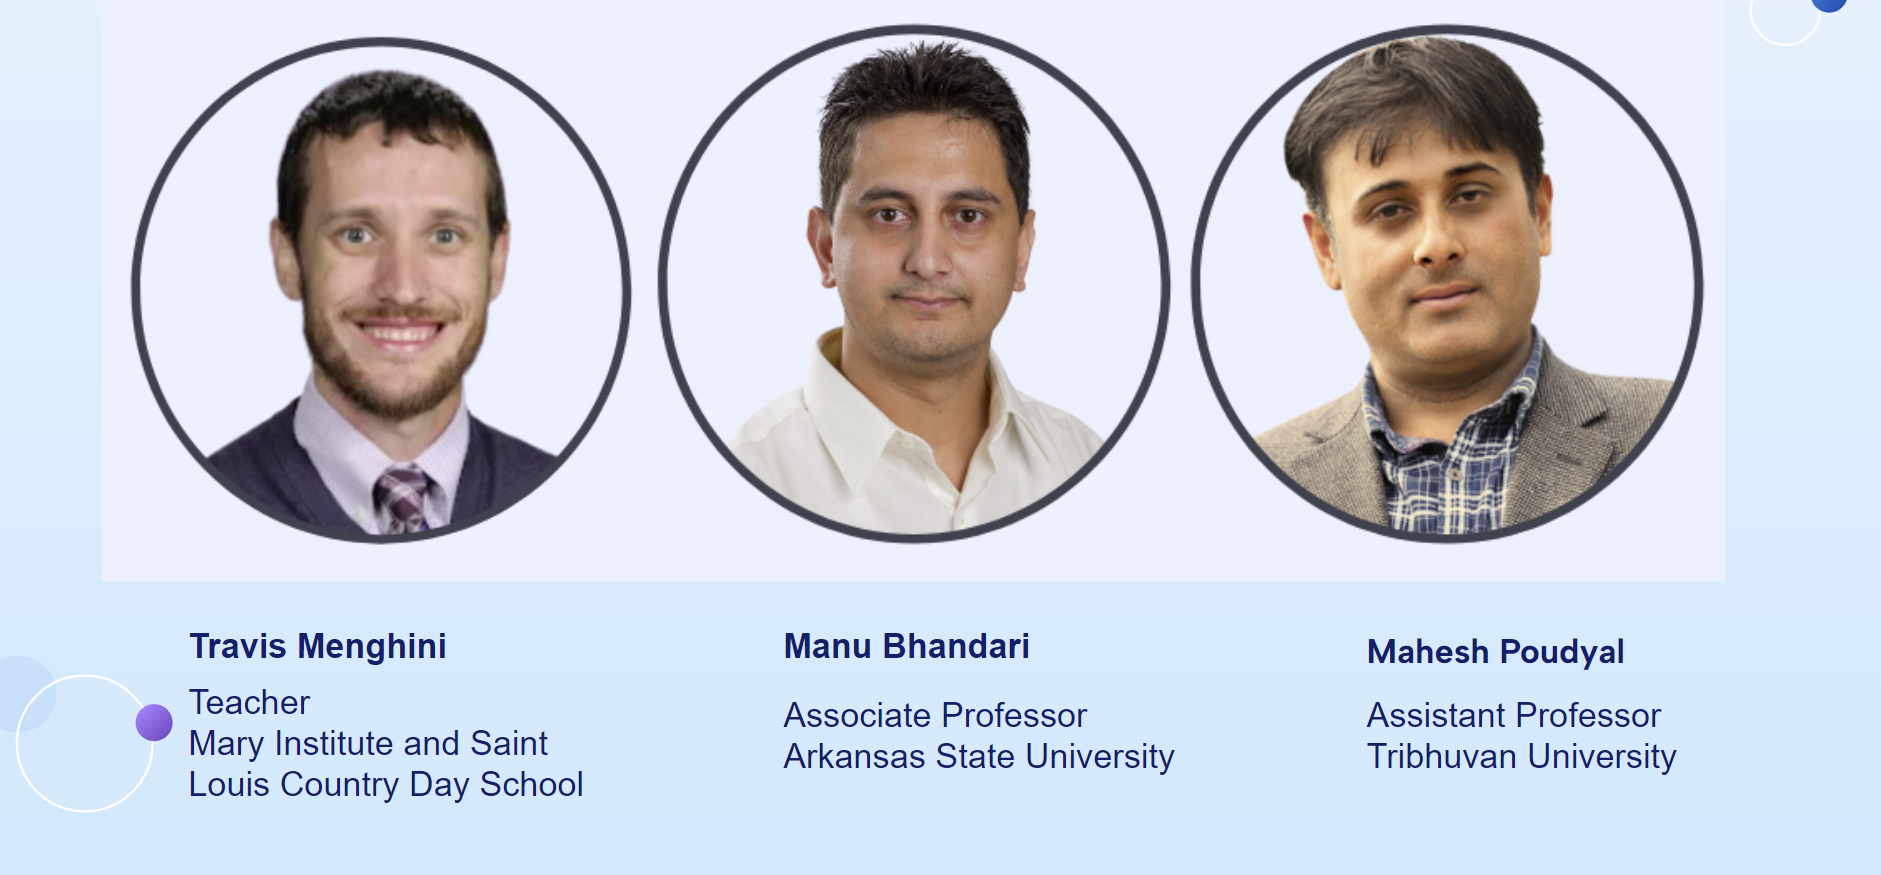 Travis Menghini
Teacher
Mary Institute and Saint
Louis Country Day School
Manu Bhandari
Associate Professor
Arkansas State University
Mahesh Poudyal
Assistant Professor
Tribhuvan University